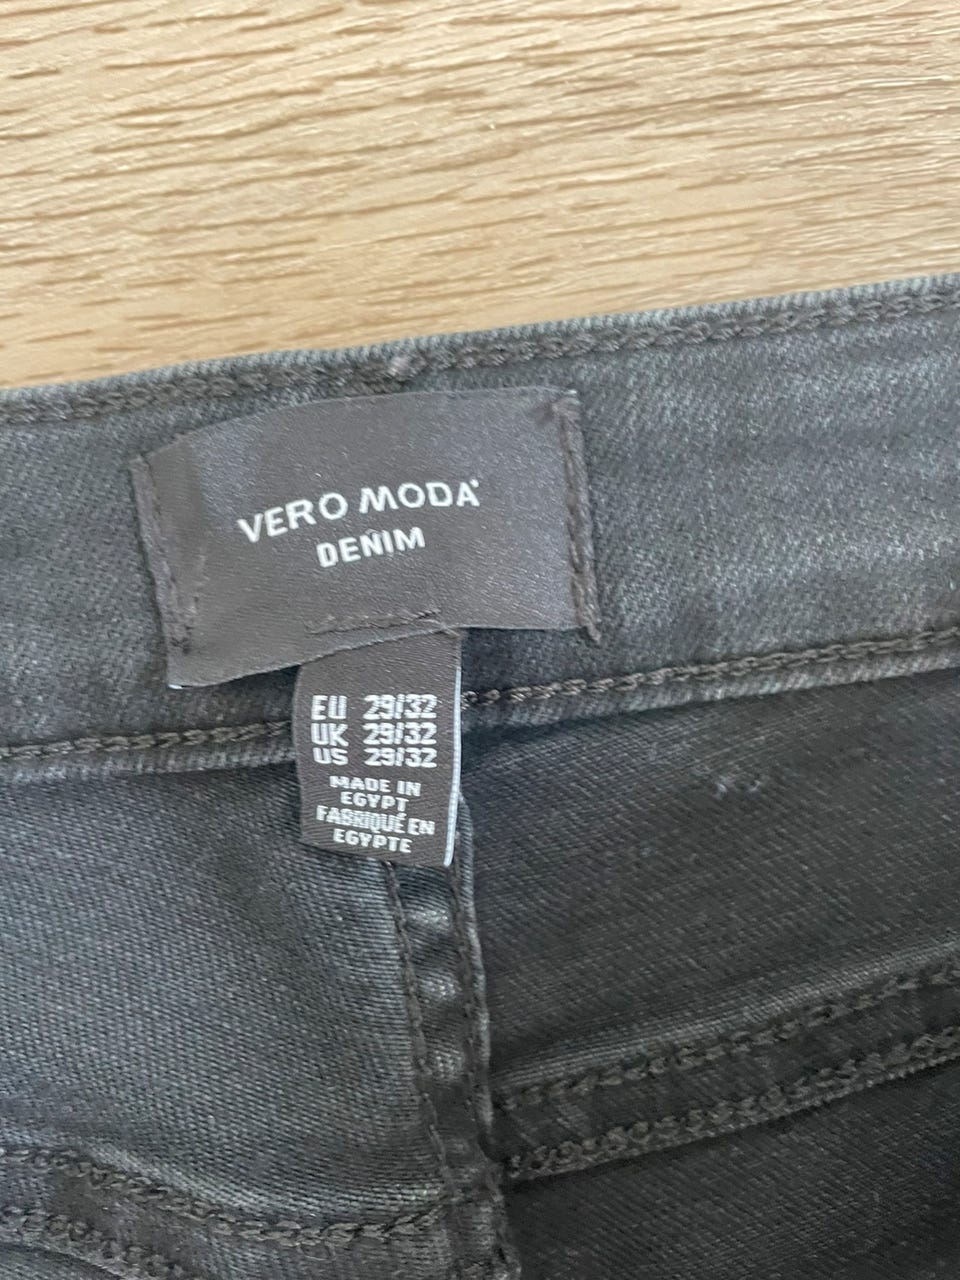 VERO MODA
DENIM
EU 29/32
UK 29/32
US 29/32
MADE IN
EGYPT
FABRIQUÉ EN
EGYPTE